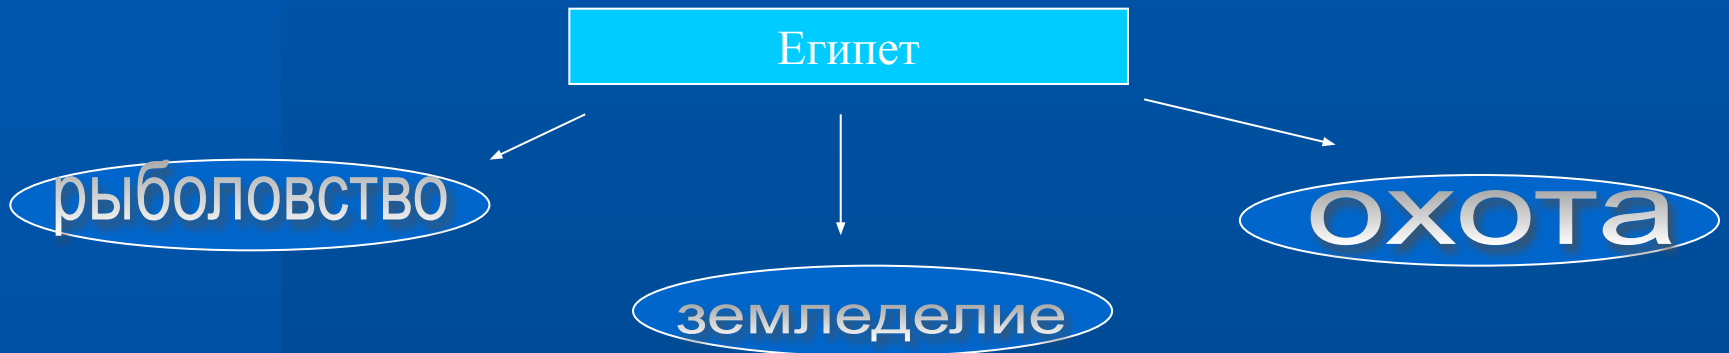 Египет
рыболовство
охота
земледелие